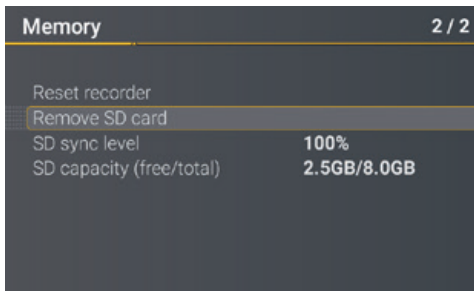 Memory 2/2
Reset recorder
Remove SD card
SD sync level 100%
SD capacity (free/total) 2.5GB/8.0GB